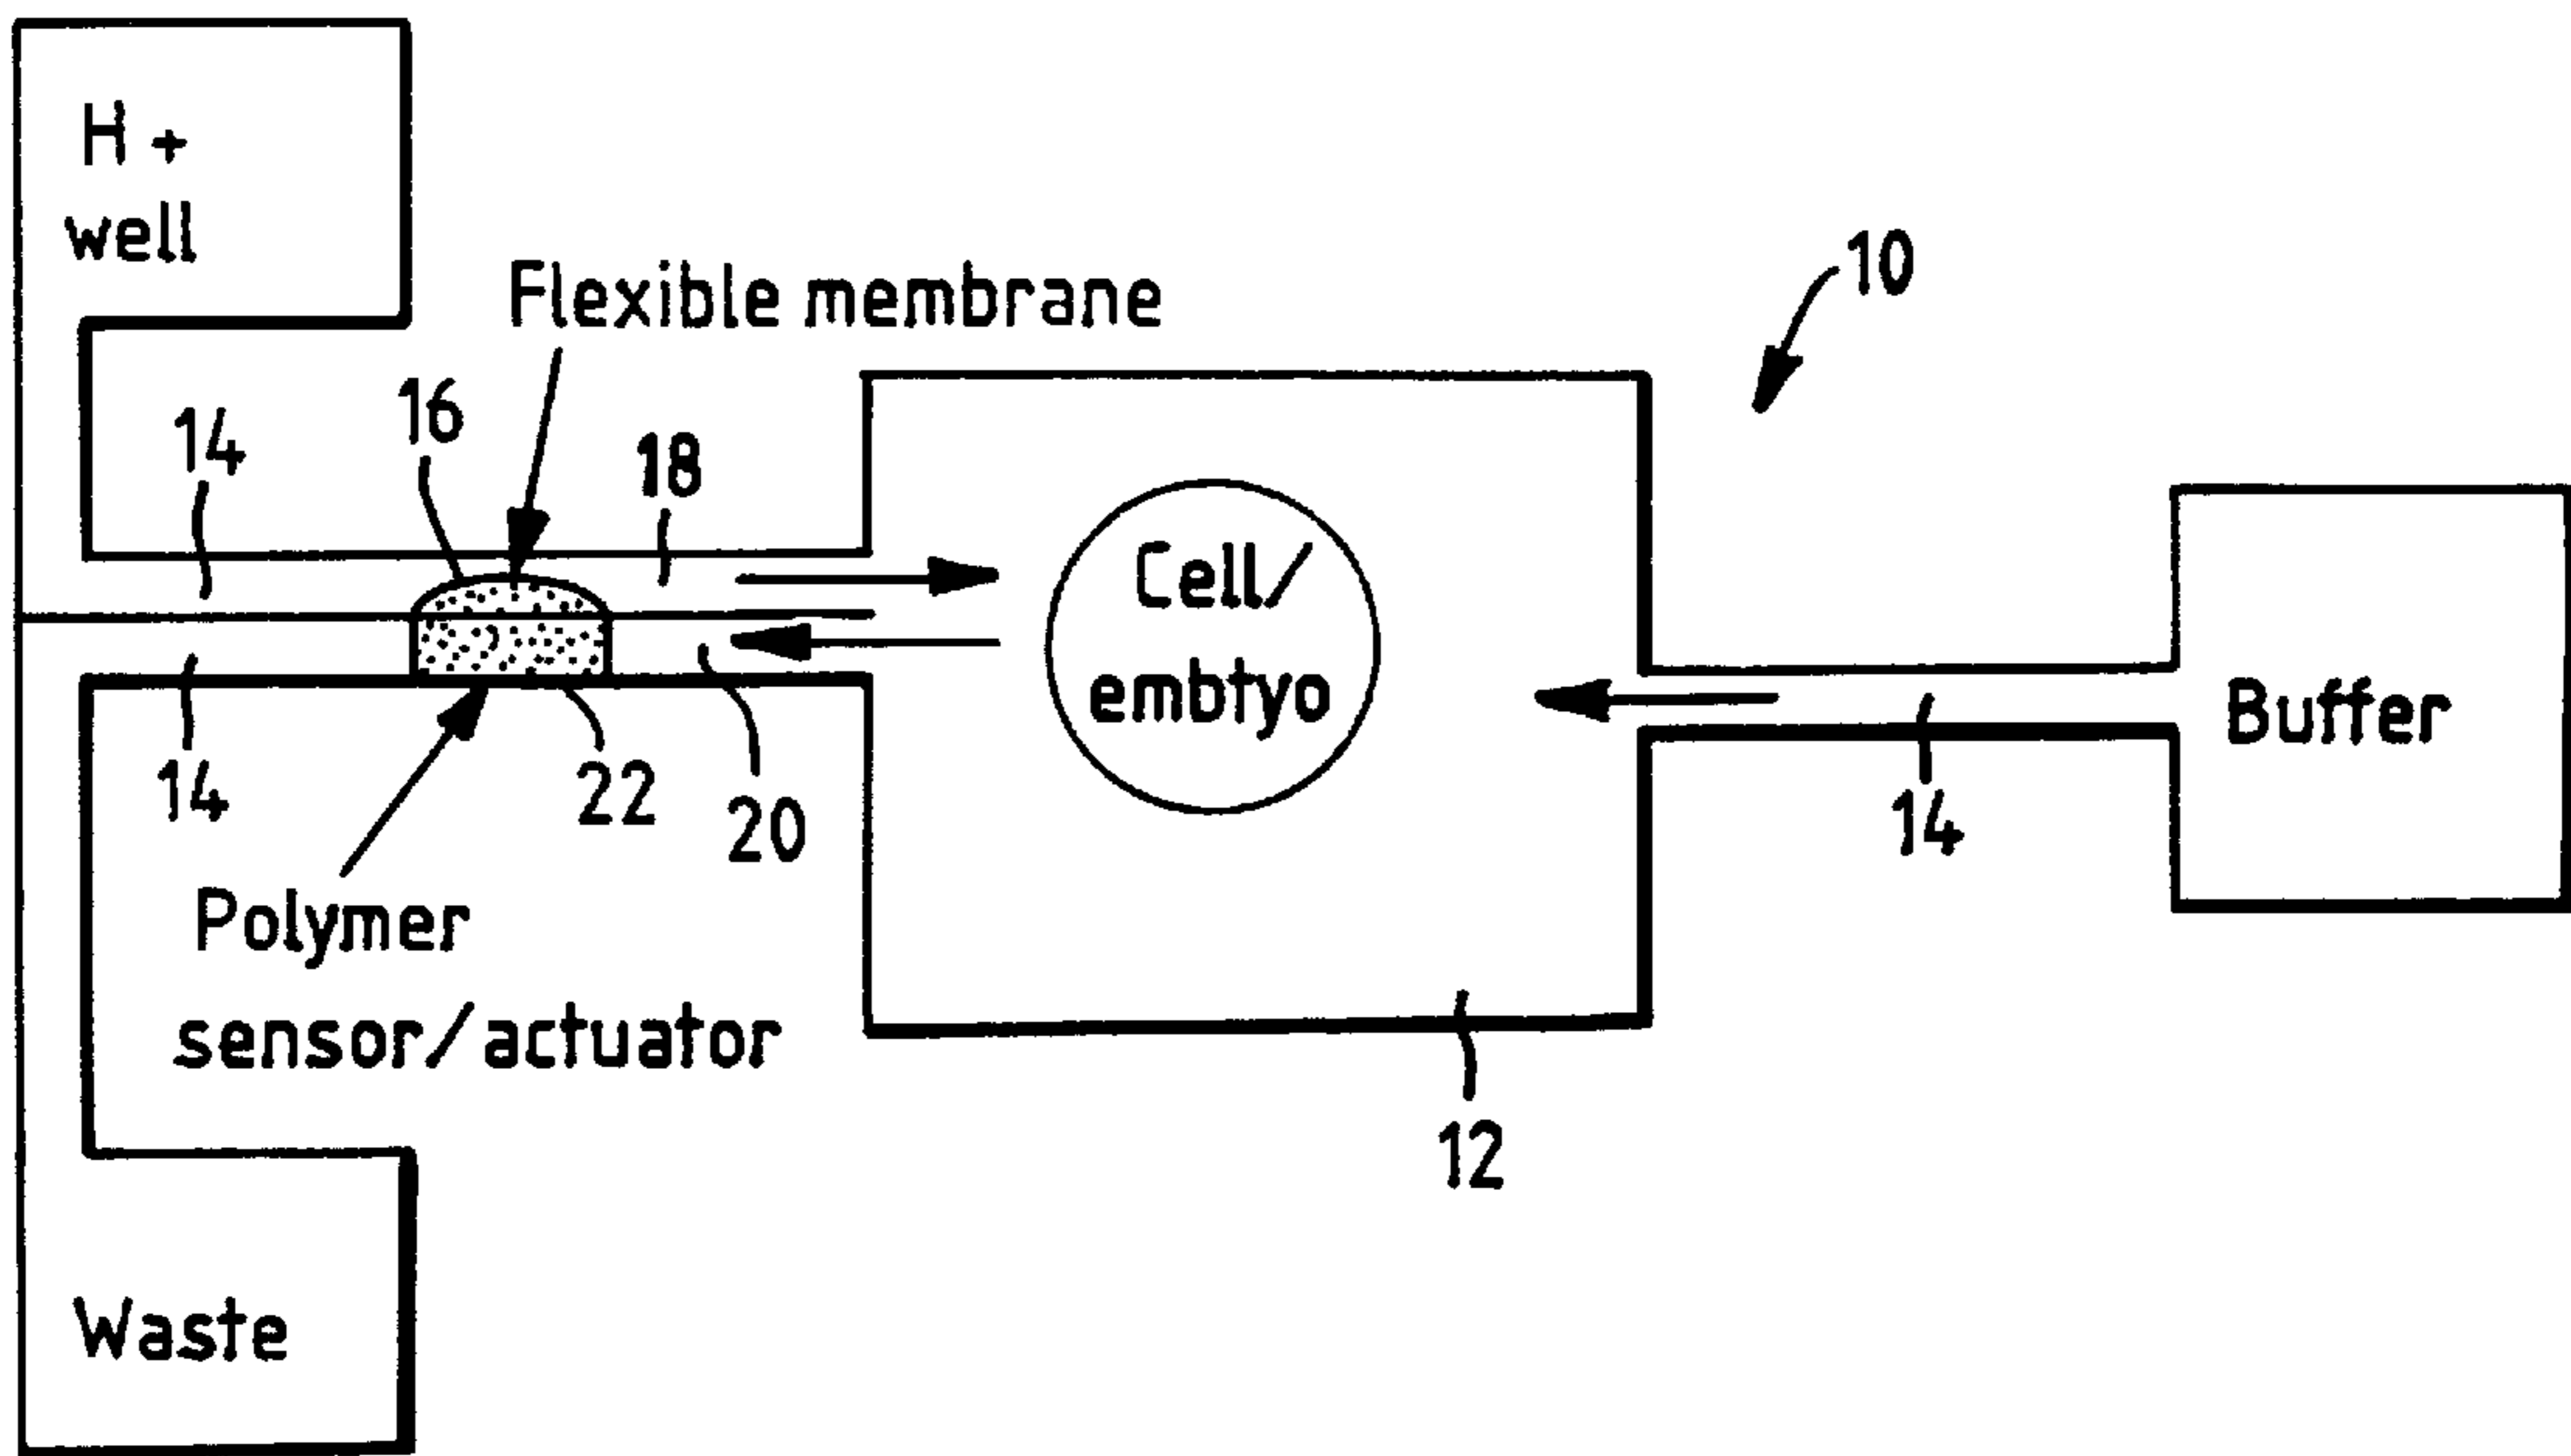 H +
well
Flexible membrane
10
16
14
18
Cell/
embtyo
Buffer
14
22
20
14
Polymer
sensor/actuator
12
Waste